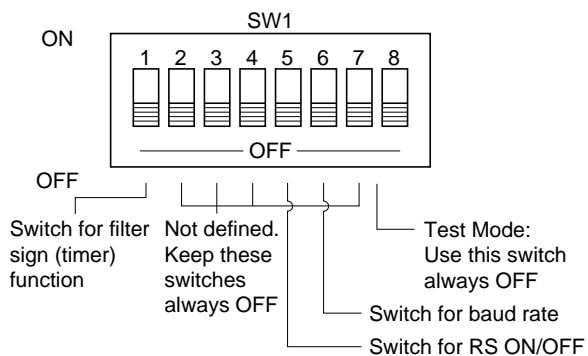 SW1
ON
1 2 3 4 5 6 7 8
OFF
OFF
Switch for filter
sign (timer)
function
Not defined.
Keep these
switches
always OFF
Test Mode:
Use this switch
always OFF
Switch for baud rate
Switch for RS ON/OFF